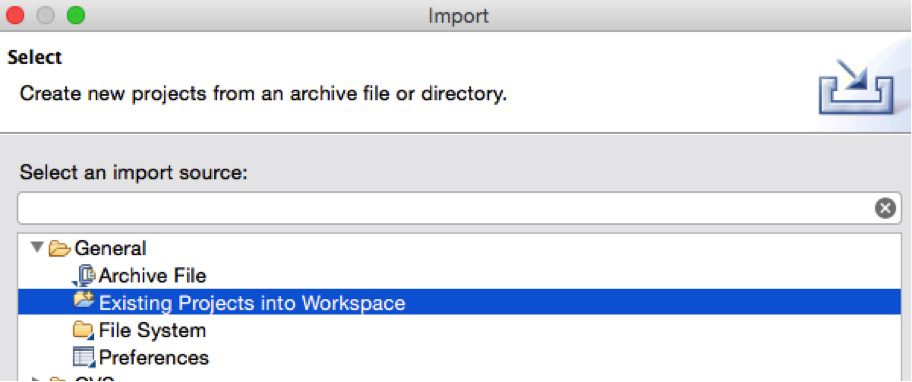 Import
Select
Create new projects from an archive file or directory.
Select an import source:
General
Archive File
Existing Projects into Workspace
File System
Preferences
CVS